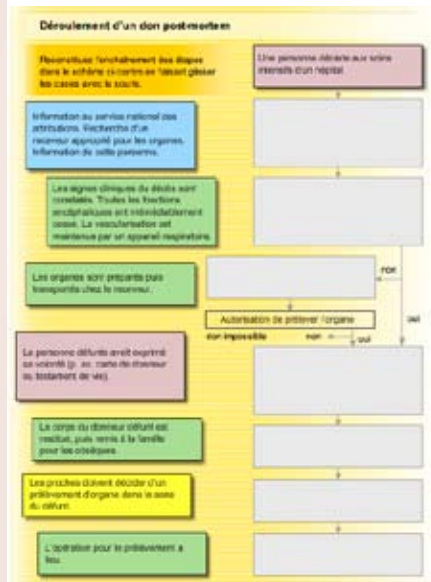 Déroulement d'un don post-mortem
Reconstituez l'enchaînement des étapes
dans le schéma ci-contre en faisant glisser
les cases avec la souris.
Une personne décède aux soins
intensifs d'un hôpital.
Information au service national des
attributions. Recherche d'un
receveur approprié pour les organes.
Information de cette personne.
Les signes cliniques du décès sont
constatés. Toutes les fonctions
encéphaliques ont irrémédiablement
cessé. La vascularisation est
maintenue par un appareil respiratoire.
Les organes sont préparés puis
transportés chez le receveur.
non
Autorisation de prélever l'organe
oui
don impossible
non
oui
La personne défunte avait exprimé
sa volonté (p. ex. carte de donneur
ou testament de vie).
Le corps du donneur défunt est
restitué, puis remis à la famille
pour les obsèques.
Les proches doivent décider d'un
prélèvement d'organe dans le sens
du défunt.
L'opération pour le prélèvement a
lieu.